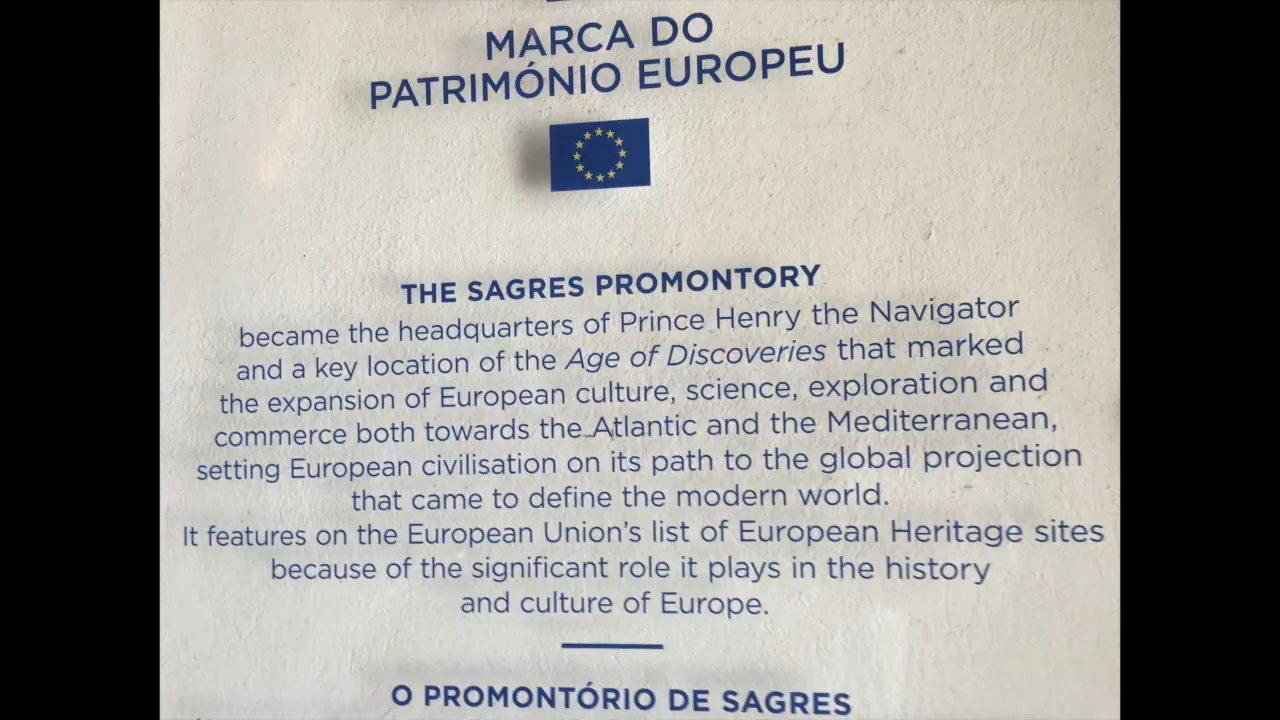 MARCA DO
PATRIMÓNIO EUROPEU
THE SAGRES PROMONTORY
became the headquarters of Prince Henry the Navigator
and a key location of the Age of Discoveries that marked
the expansion of European culture, science, exploration and
commerce both towards the Atlantic and the Mediterranean,
setting European civilisation on its path to the global projection
that came to define the modern world.
It features on the European Union's list of European Heritage sites
because of the significant role it plays in the history
and culture of Europe.
O PROMONTÓRIO DE SAGRES